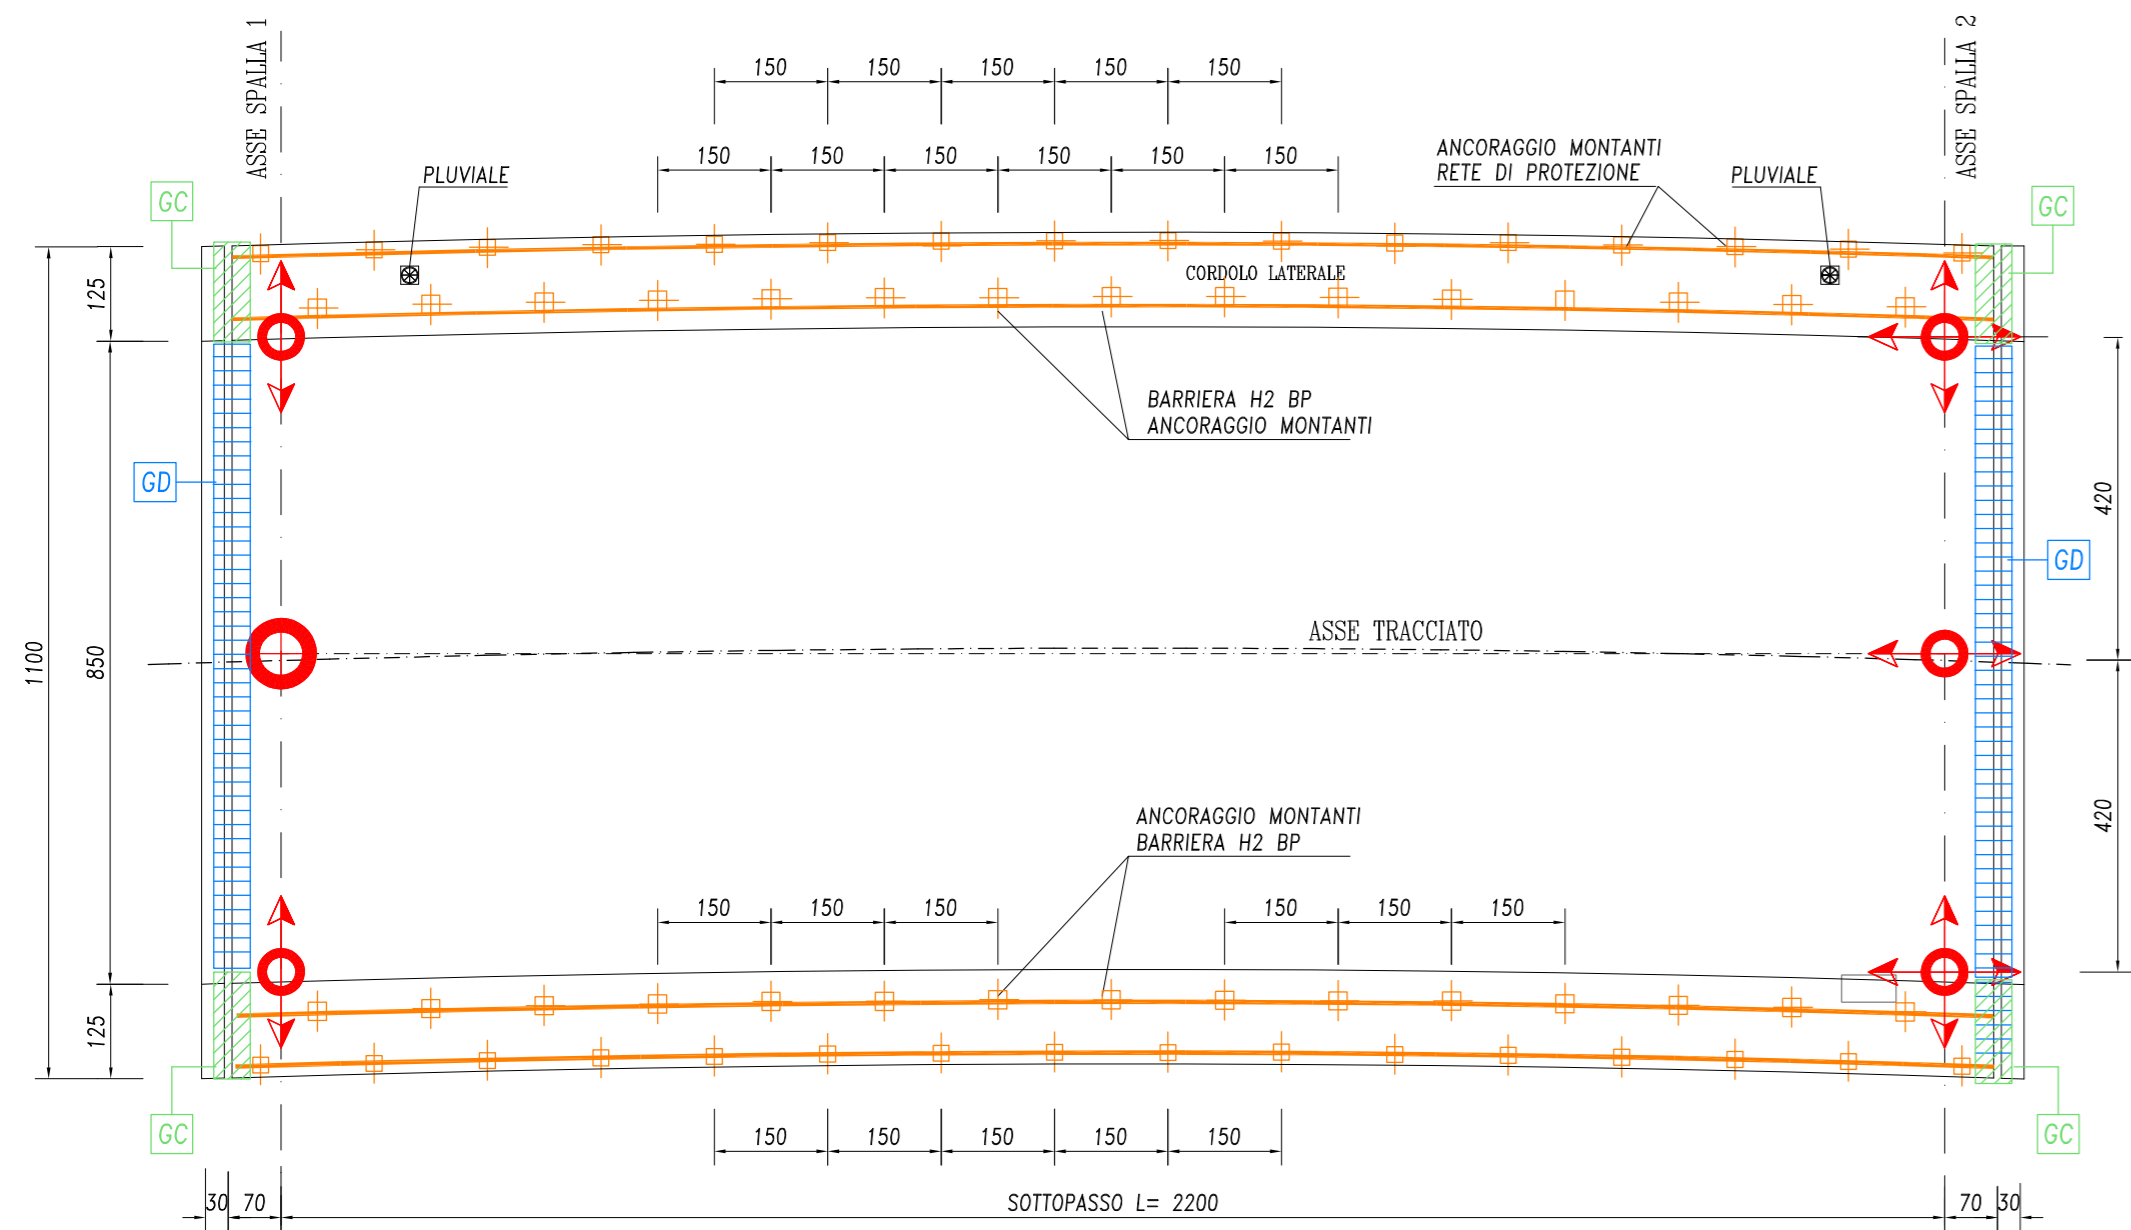 ASSE SPALLA 1
ASSE SPALLA 2
150 150 150 150 150
150 150 150 150 150 150
PLUVIALE
ANCORAGGIO MONTANTI
RETE DI PROTEZIONE
PLUVIALE
GC
GC
125
CORDOLO LATERALE
BARRIERA H2 BP
ANCORAGGIO MONTANTI
GD
GD
420
1100
850
ASSE TRACCIATO
420
ANCORAGGIO MONTANTI
BARRIERA H2 BP
150 150 150 150 150 150
125
GC
GC
150 150 150 150 150
30 70 SOTTOPASSO L= 2200 70 30